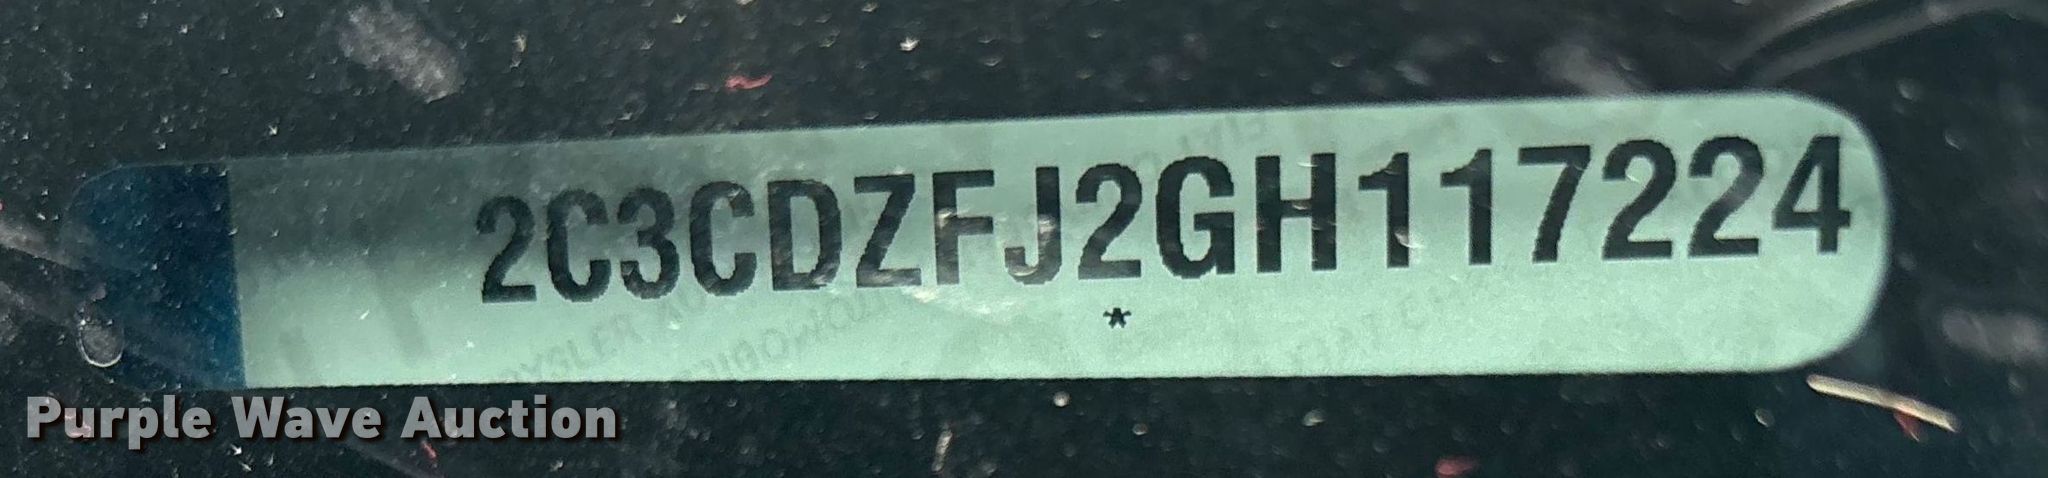 2C3CDZFJ2GH117224
*
Purple Wave Auction